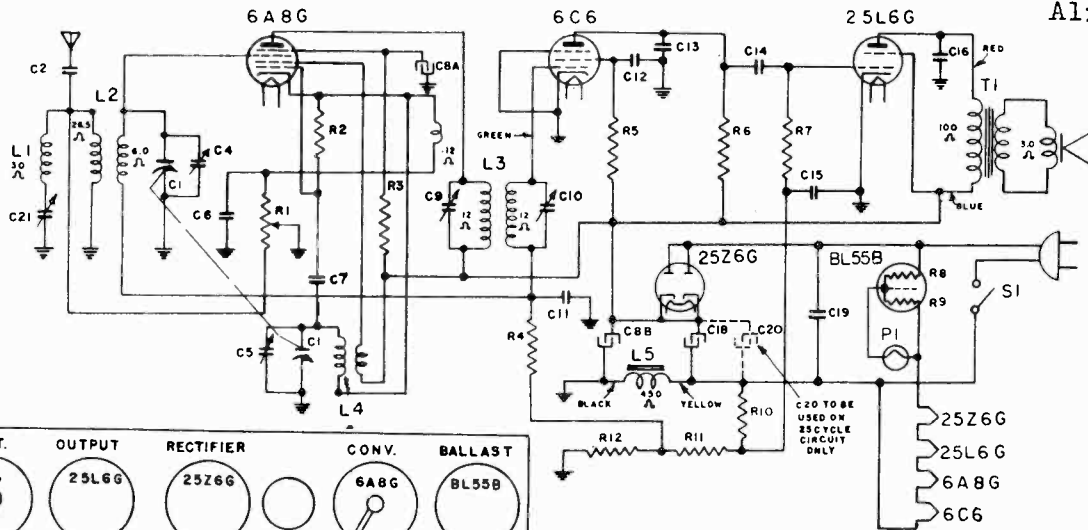 6A8G
6C6
25L6G
C2
L2
26.5
Ω
6.0
Ω
C4
C1
L1
30
Ω
C21
C6
R1
R2
R3
C8A
12
Ω
C7
C5
C1
L4
GREEN
L3
C9
12
Ω
12
Ω
C10
C11
R4
C12
C13
R5
R6
C14
R7
C15
C16
RED
T1
100
Ω
3.0
Ω
BLUE
25Z6G
BL55B
R8
R9
S1
P1
C19
C8B
C18
C20
L5
450
Ω
BLACK
YELLOW
R10
C20 TO BE
USED ON
25 CYCLE
CIRCUIT
ONLY
R12
R11
25Z6G
25L6G
6A8G
6C6
OUTPUT
RECTIFIER
CONV.
BALLAST
25L6G
25Z6G
6A8G
BL55B